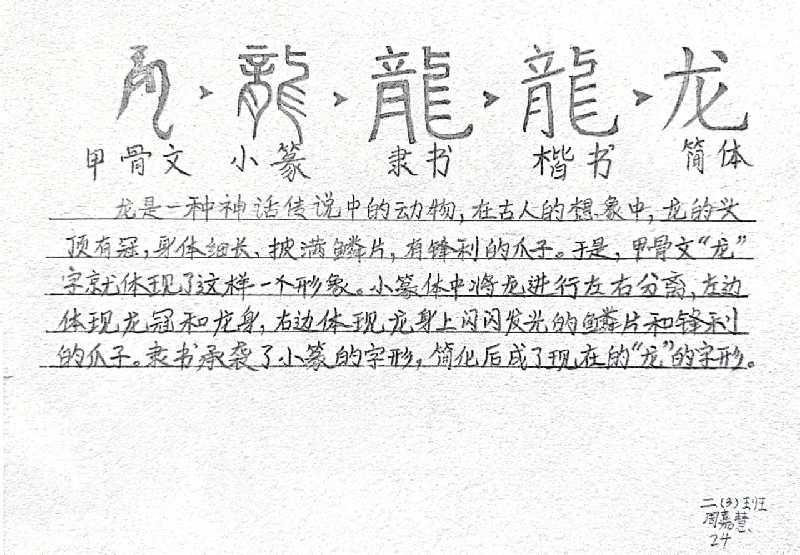 龍 > 龍 > 龍 > 龙
甲骨文 小篆 隶书 楷书 简体
龙是一种神话传说中的动物,在古人的想象中,龙的头
顶有冠,身体细长、披满鳞片,有锋利的爪子。于是,甲骨文“龙”
字就体现了这样一个形象。小篆体中将龙进行左右分离,左边
体现龙冠和龙身,右边体现龙身上闪闪发光的鳞片和锋利
的爪子。隶书承袭了小篆的字形,简化后成了现在的“龙”的字形。
二(3)班
周嘉慧
24